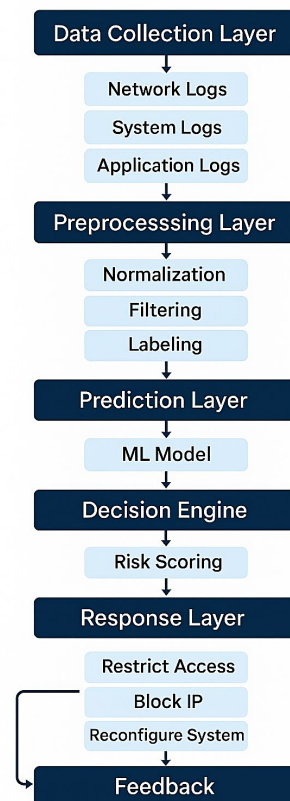 Data Collection Layer
Network Logs
System Logs
Application Logs
Preprocesssing Layer
Normalization
Filtering
Labeling
Prediction Layer
ML Model
Decision Engine
Risk Scoring
Response Layer
Restrict Access
Block IP
Reconfigure System
Feedback